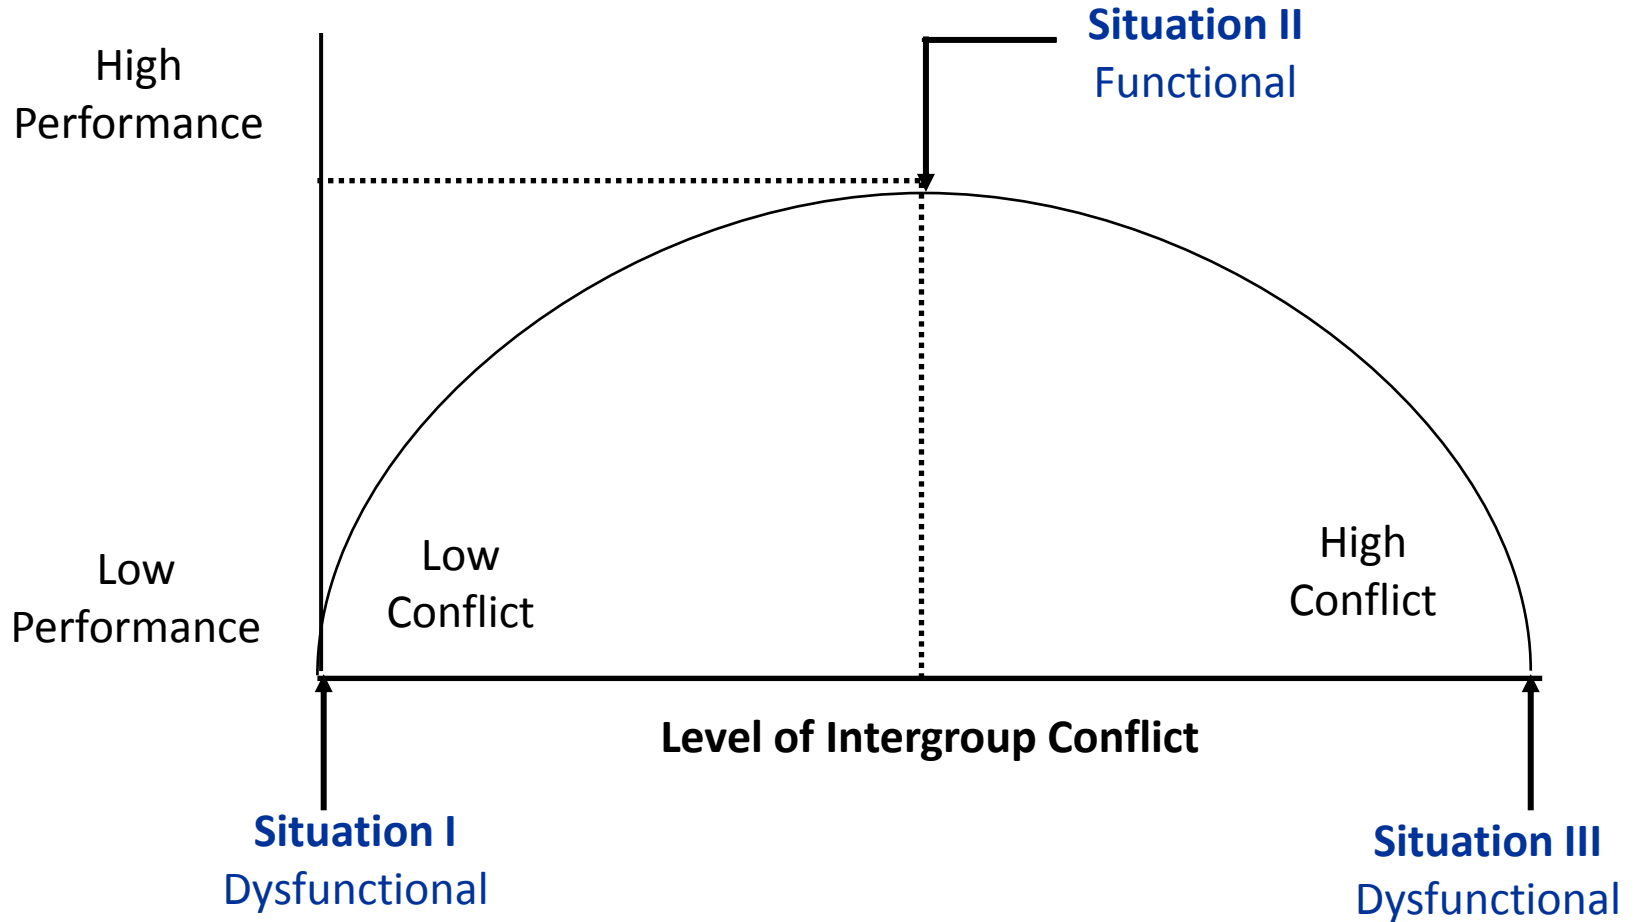 Situation II
Functional
High
Performance
Low
Performance
Low
Conflict
High
Conflict
Level of Intergroup Conflict
Situation I
Dysfunctional
Situation III
Dysfunctional